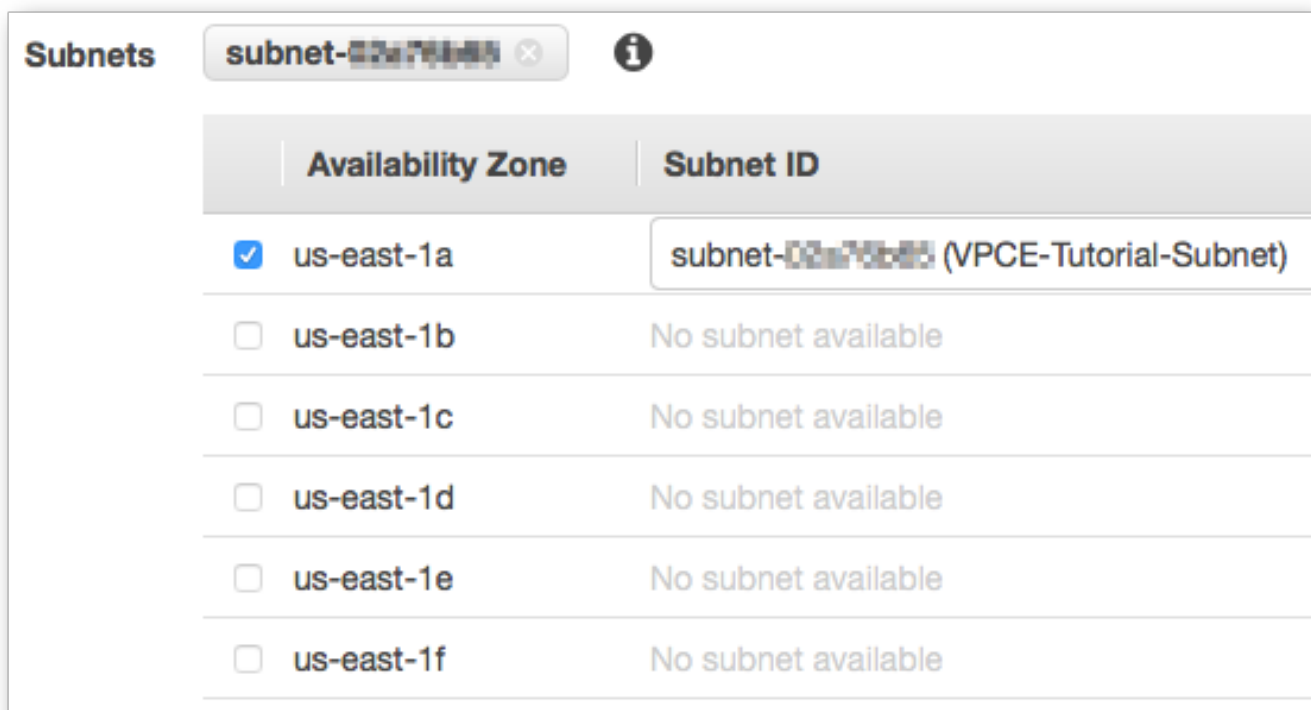 Subnets subnet-
Availability Zone Subnet ID
us-east-1a subnet- (VPCE-Tutorial-Subnet)
us-east-1b No subnet available
us-east-1c No subnet available
us-east-1d No subnet available
us-east-1e No subnet available
us-east-1f No subnet available